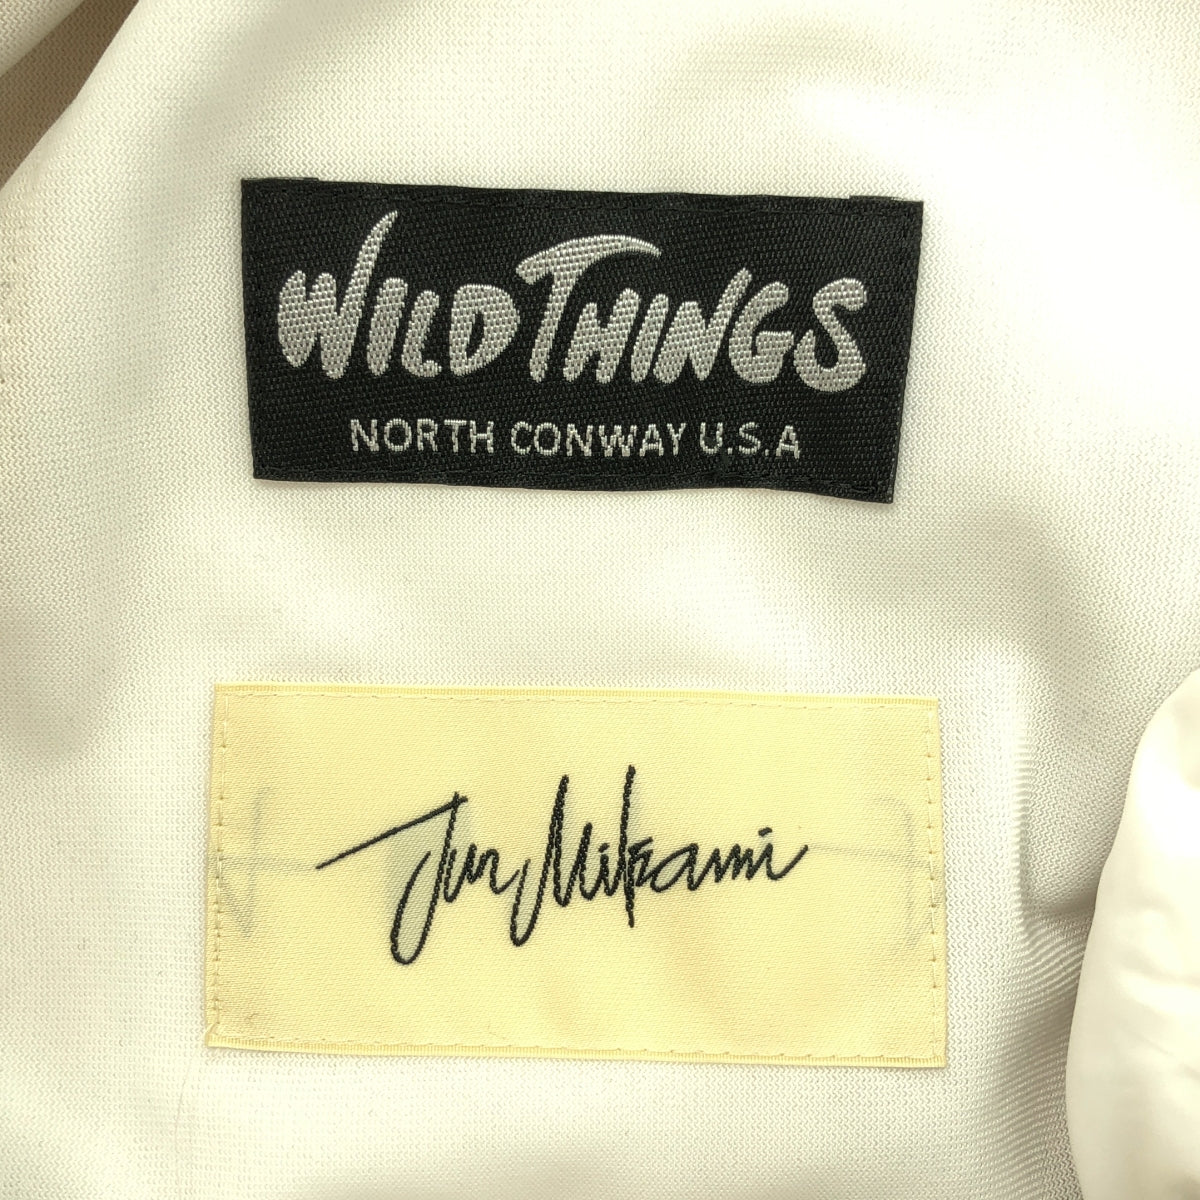 WILD THINGS
NORTH CONWAY U.S.A
Jun Mikami